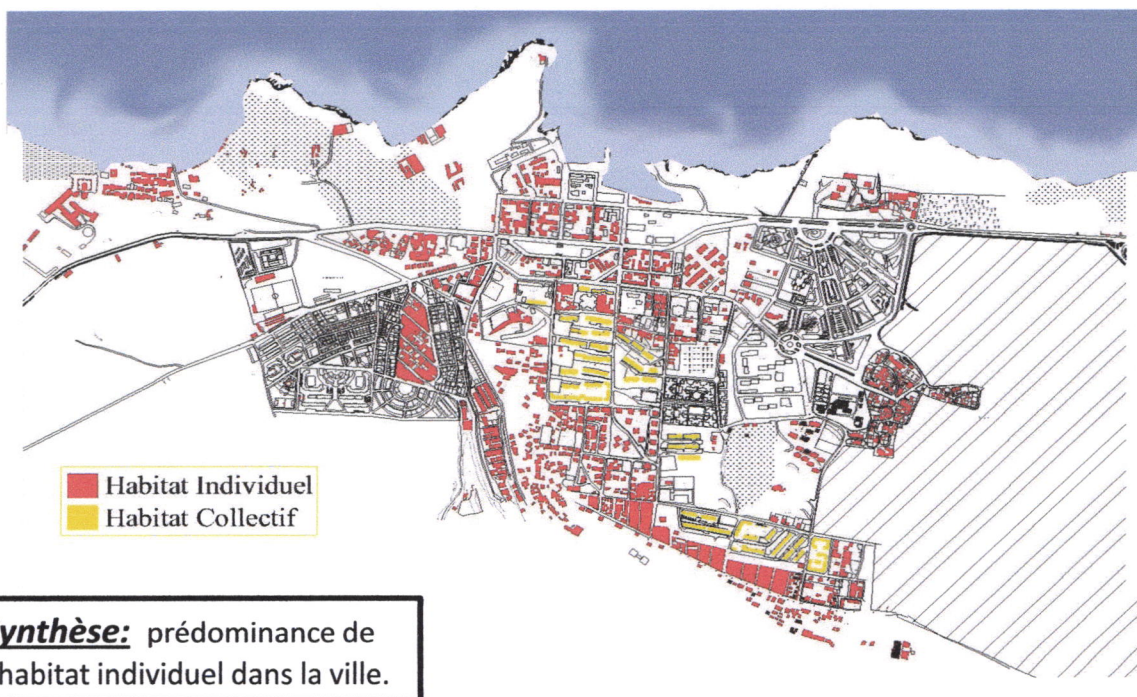 Habitat Individuel
Habitat Collectif
ynthèse: prédominance de
habitat individuel dans la ville.